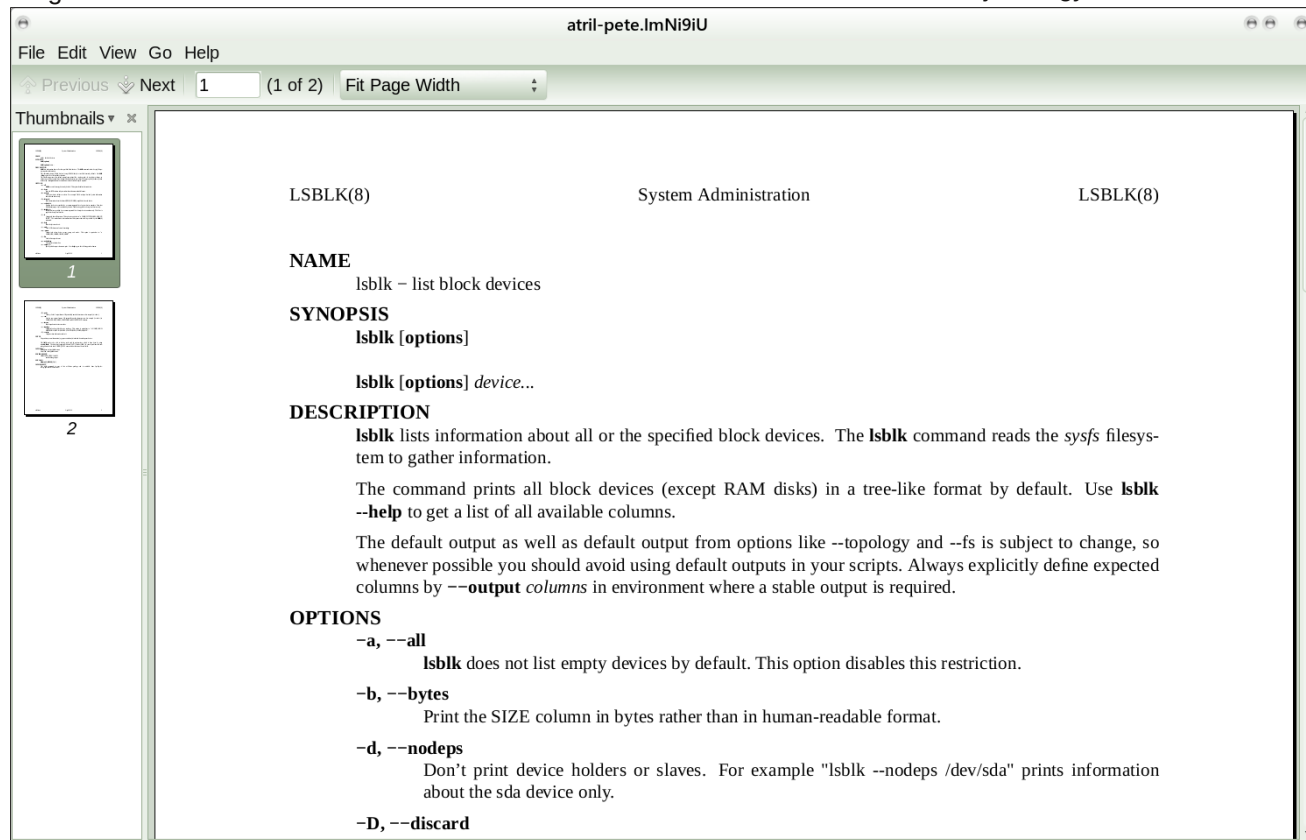 atril-pete.ImNi9iU
File Edit View Go Help
Previous Next 1 (1 of 2) Fit Page Width
Thumbnails
1
2
LSBLK(8) System Administration LSBLK(8)
NAME
lsblk − list block devices
SYNOPSIS
lsblk [options]
lsblk [options] device...
DESCRIPTION
lsblk lists information about all or the specified block devices. The lsblk command reads the sysfs filesys-
tem to gather information.
The command prints all block devices (except RAM disks) in a tree-like format by default. Use lsblk
--help to get a list of all available columns.
The default output as well as default output from options like --topology and --fs is subject to change, so
whenever possible you should avoid using default outputs in your scripts. Always explicitly define expected
columns by −−output columns in environment where a stable output is required.
OPTIONS
−a, −−all
lsblk does not list empty devices by default. This option disables this restriction.
−b, −−bytes
Print the SIZE column in bytes rather than in human-readable format.
−d, −−nodeps
Don’t print device holders or slaves. For example "lsblk --nodeps /dev/sda" prints information
about the sda device only.
−D, −−discard